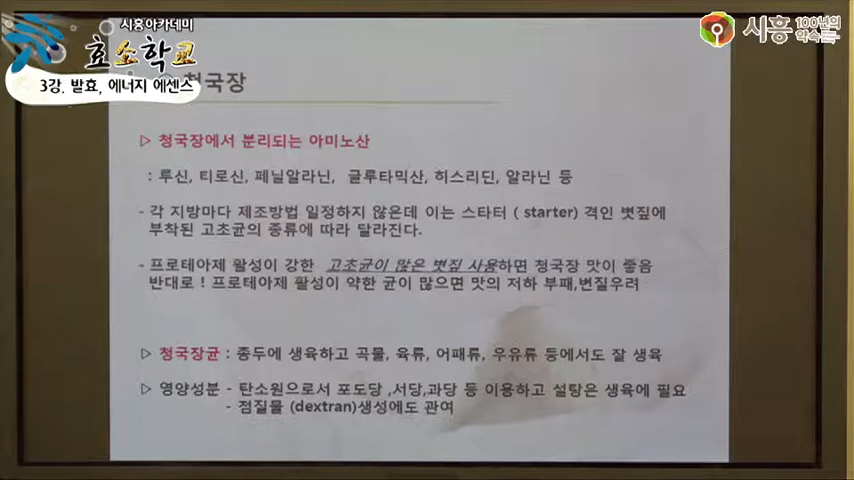 시흥아카데미
효소학교
3강. 발효, 에너지 에센스
시흥 100년의 약속
청국장
▷ 청국장에서 분리되는 아미노산
: 루신, 티로신, 페닐알라닌, 글루타믹산, 히스리딘, 알라닌 등
- 각 지방마다 제조방법 일정하지 않은데 이는 스타터 ( starter) 격인 볏짚에
부착된 고초균의 종류에 따라 달라진다.
- 프로테아제 활성이 강한 고초균이 많은 볏짚 사용하면 청국장 맛이 좋음
반대로 ! 프로테아제 활성이 약한 균이 많으면 맛의 저하 부패,변질우려
▷ 청국장균 : 종두에 생육하고 곡물, 육류, 어패류, 우유류 등에서도 잘 생육
▷ 영양성분 - 탄소원으로서 포도당 ,서당,과당 등 이용하고 설탕은 생육에 필요
- 점질물 (dextran)생성에도 관여